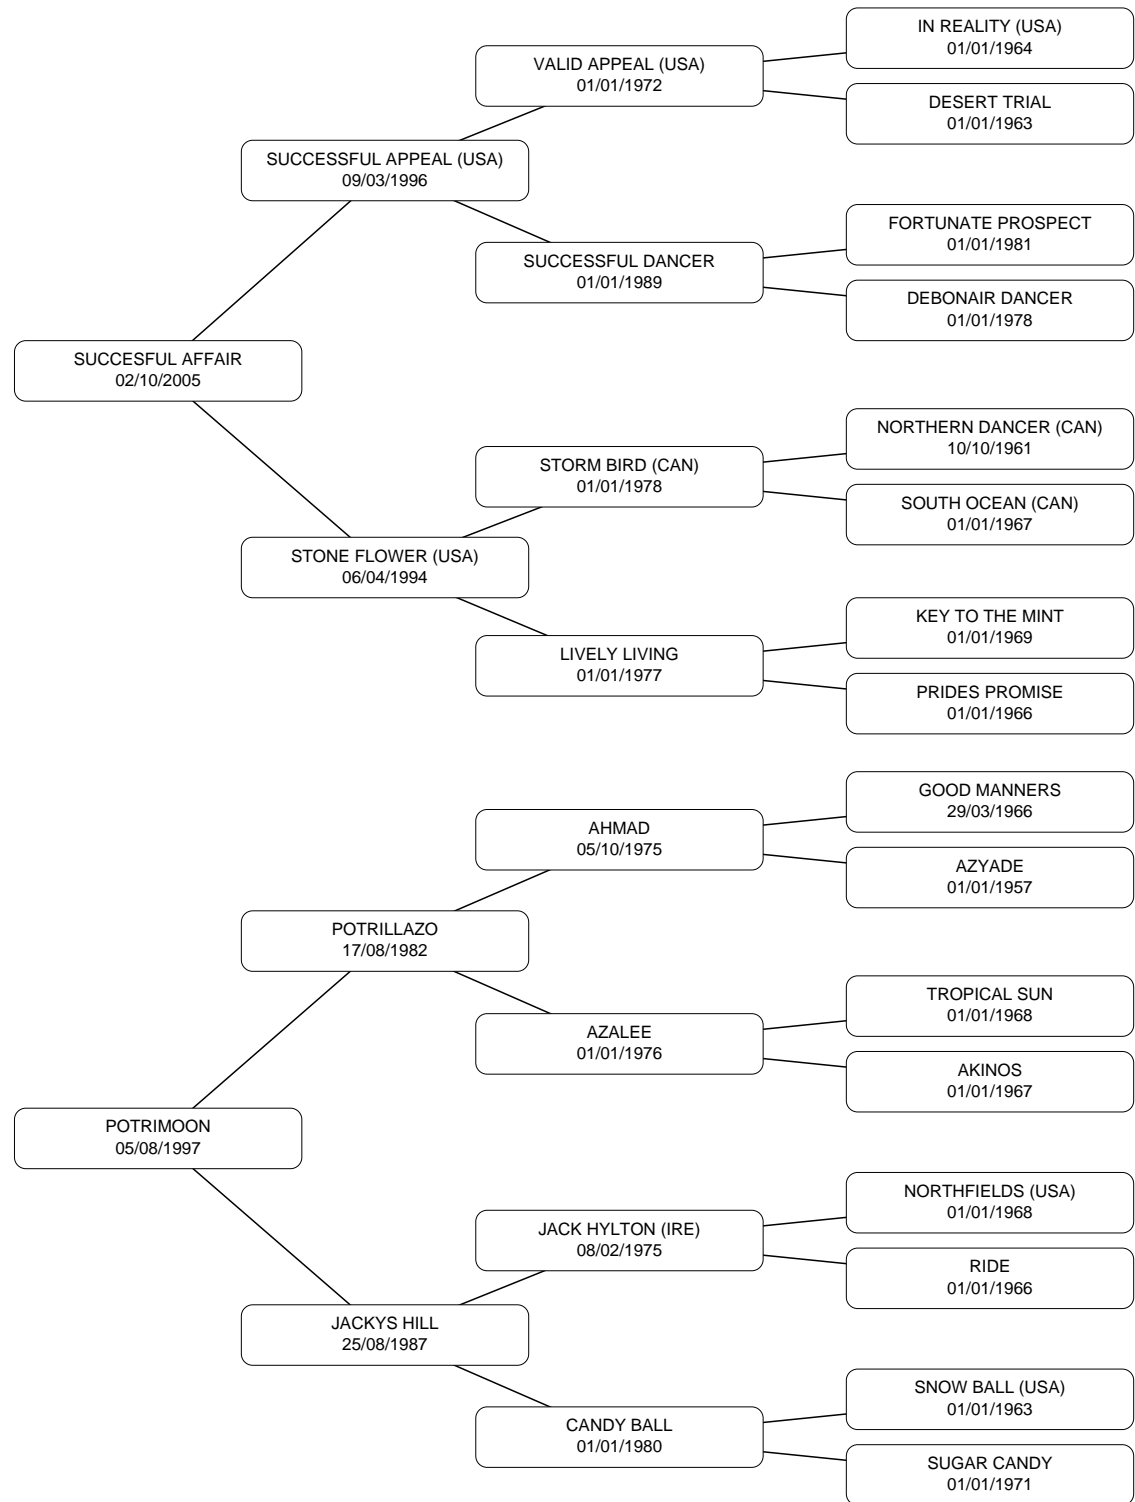 IN REALITY (USA)
01/01/1964
VALID APPEAL (USA)
01/01/1972
DESERT TRIAL
01/01/1963
SUCCESSFUL APPEAL (USA)
09/03/1996
FORTUNATE PROSPECT
01/01/1981
SUCCESSFUL DANCER
01/01/1989
DEBONAIR DANCER
01/01/1978
SUCCESFUL AFFAIR
02/10/2005
NORTHERN DANCER (CAN)
10/10/1961
STORM BIRD (CAN)
01/01/1978
SOUTH OCEAN (CAN)
01/01/1967
STONE FLOWER (USA)
06/04/1994
KEY TO THE MINT
01/01/1969
LIVELY LIVING
01/01/1977
PRIDES PROMISE
01/01/1966
GOOD MANNERS
29/03/1966
AHMAD
05/10/1975
AZYADE
01/01/1957
POTRILLAZO
17/08/1982
TROPICAL SUN
01/01/1968
AZALEE
01/01/1976
AKINOS
01/01/1967
POTRIMOON
05/08/1997
NORTHFIELDS (USA)
01/01/1968
JACK HYLTON (IRE)
08/02/1975
RIDE
01/01/1966
JACKYS HILL
25/08/1987
SNOW BALL (USA)
01/01/1963
CANDY BALL
01/01/1980
SUGAR CANDY
01/01/1971